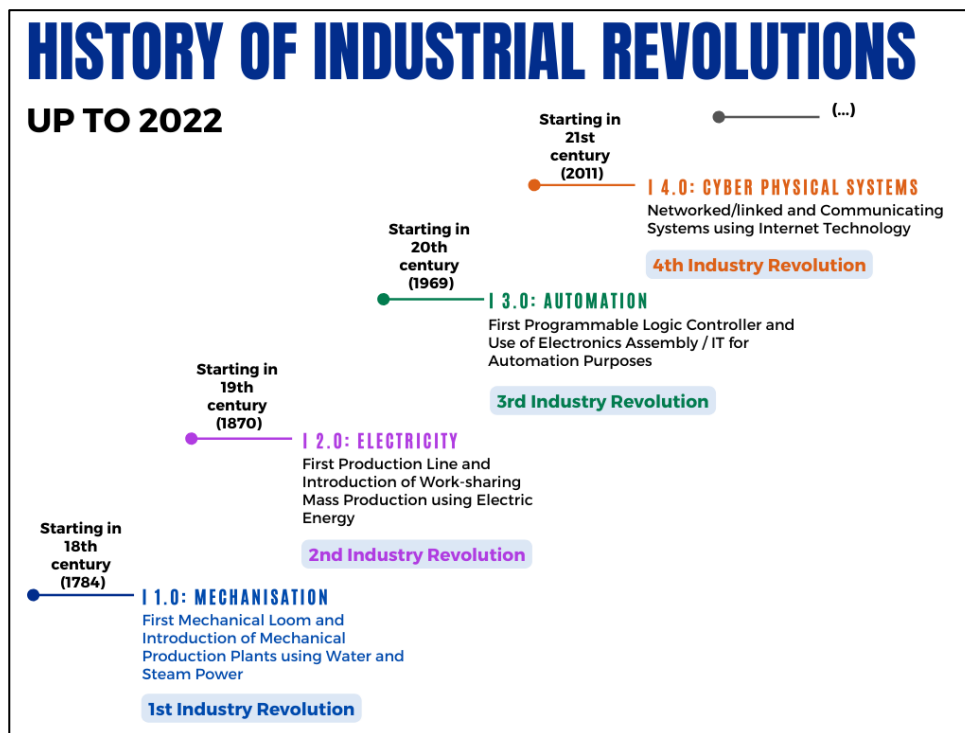 HISTORY OF INDUSTRIAL REVOLUTIONS
UP TO 2022
(...)
Starting in
21st
century
(2011)
I 4.0: CYBER PHYSICAL SYSTEMS
Networked/linked and Communicating
Systems using Internet Technology
4th Industry Revolution
Starting in
20th
century
(1969)
I 3.0: AUTOMATION
First Programmable Logic Controller and
Use of Electronics Assembly / IT for
Automation Purposes
3rd Industry Revolution
Starting in
19th
century
(1870)
I 2.0: ELECTRICITY
First Production Line and
Introduction of Work-sharing
Mass Production using Electric
Energy
2nd Industry Revolution
Starting in
18th
century
(1784)
I 1.0: MECHANISATION
First Mechanical Loom and
Introduction of Mechanical
Production Plants using Water and
Steam Power
1st Industry Revolution